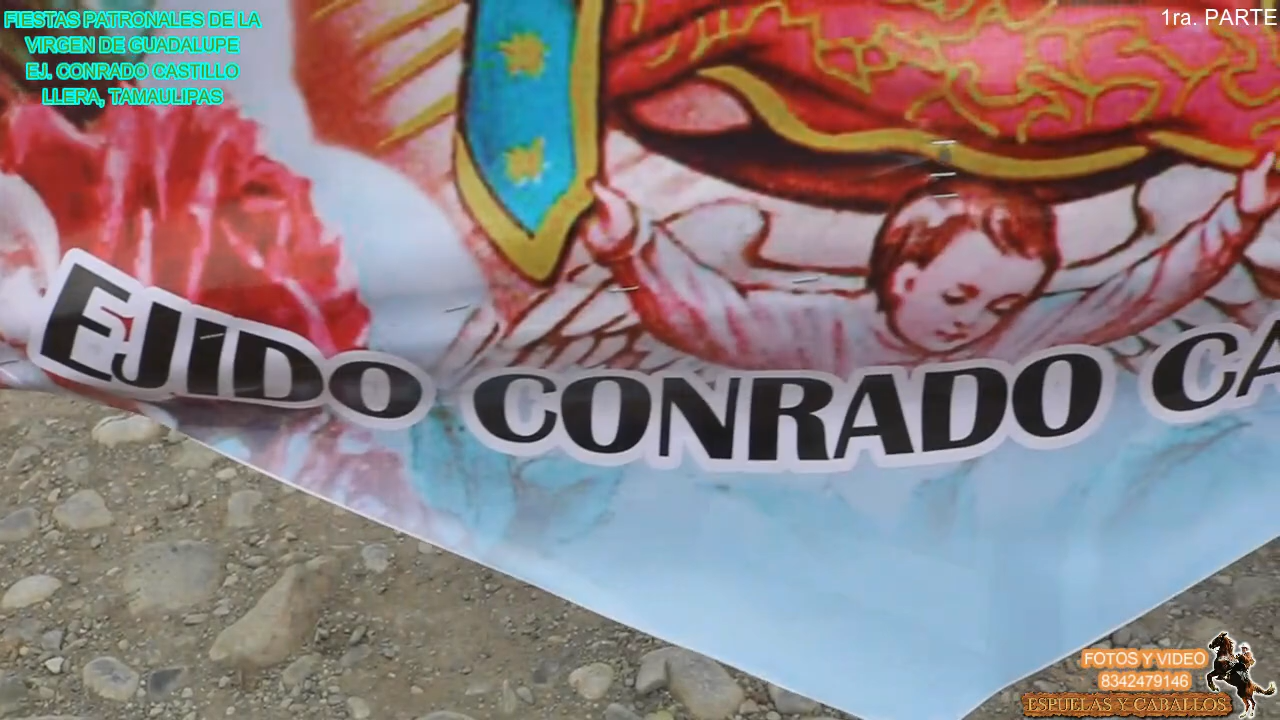 FIESTAS PATRONALES DE LA
VIRGEN DE GUADALUPE
EJ. CONRADO CASTILLO
LLERA, TAMAULIPAS
1ra. PARTE
EJIDO CONRADO CA
FOTOS Y VIDEO
8342479146
ESPUELAS Y CABALLOS